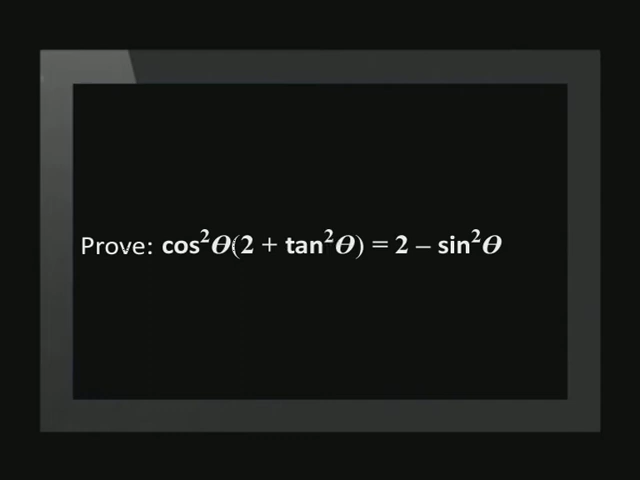 Prove: cos²θ(2 + tan²θ) = 2 – sin²θ